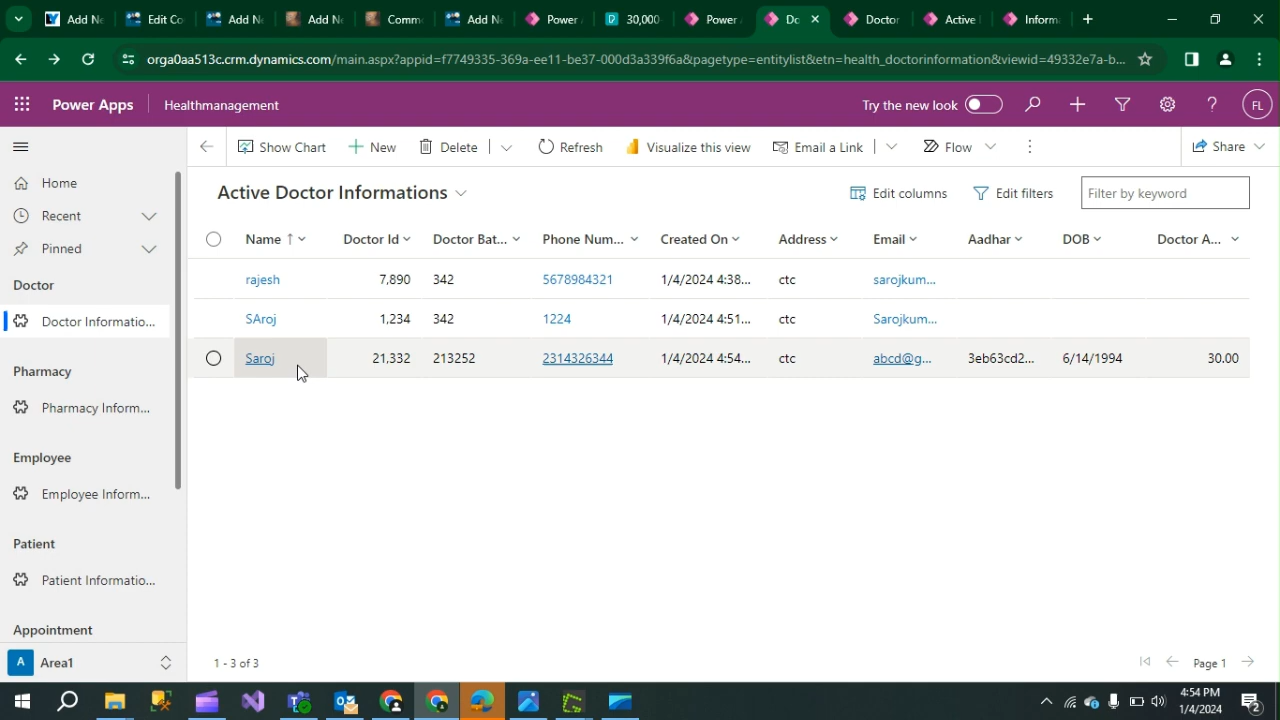 Add Ne
Edit Co
Add Ne
Add Ne
Comm
Add Ne
Power
30,000
Power
Do
Doctor
Active
Inform
orga0aa513c.crm.dynamics.com/main.aspx?appid=f7749335-369a-ee11-be37-000d3a339f6a&pagetype=entitylist&etn=health_doctorinformation&viewid=49332e7a-b...
Power Apps Healthmanagement Try the new look FL
Show Chart New Delete Refresh Visualize this view Email a Link Flow Share
Home
Recent
Pinned
Doctor
Doctor Informatio...
Pharmacy
Pharmacy Inform...
Employee
Employee Inform...
Patient
Patient Informatio...
Appointment
A Area1
Active Doctor Informations Edit columns Edit filters Filter by keyword
Name Doctor Id Doctor Bat... Phone Num... Created On Address Email Aadhar DOB Doctor A...
rajesh 7,890 342 5678984321 1/4/2024 4:38... ctc sarojkum...
SAroj 1,234 342 1224 1/4/2024 4:51... ctc Sarojkum...
Saroj 21,332 213252 2314326344 1/4/2024 4:54... ctc abcd@g... 3eb63cd2... 6/14/1994 30.00
1 - 3 of 3 Page 1
4:54 PM
1/4/2024
2